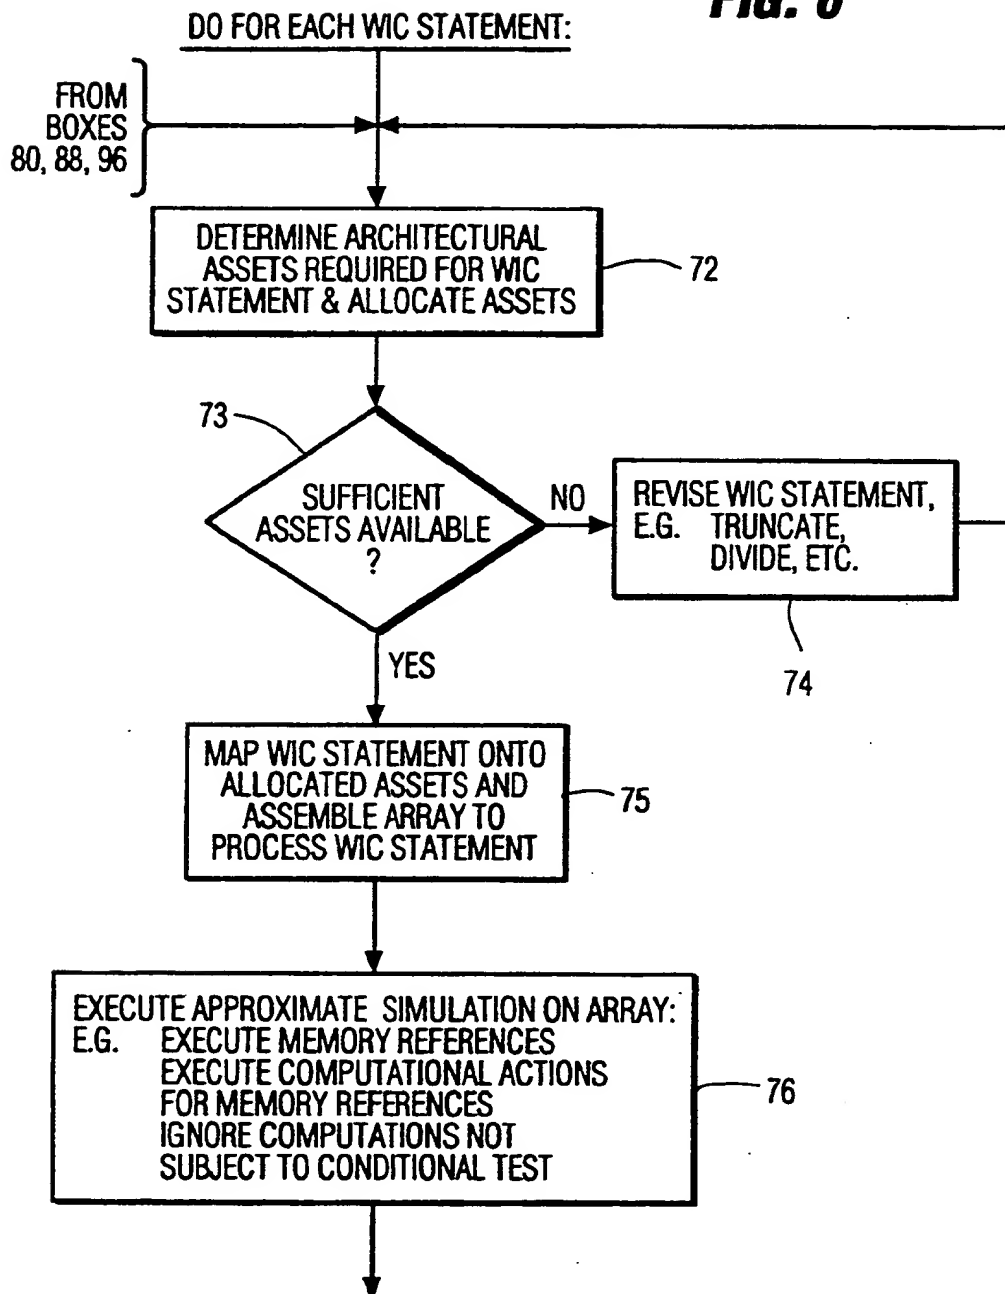 FIG. 6
DO FOR EACH WIC STATEMENT:
FROM
BOXES
80, 88, 96
DETERMINE ARCHITECTURAL
ASSETS REQUIRED FOR WIC
STATEMENT & ALLOCATE ASSETS
72
73
SUFFICIENT
ASSETS AVAILABLE
?
NO
REVISE WIC STATEMENT,
E.G. TRUNCATE,
DIVIDE, ETC.
74
YES
MAP WIC STATEMENT ONTO
ALLOCATED ASSETS AND
ASSEMBLE ARRAY TO
PROCESS WIC STATEMENT
75
EXECUTE APPROXIMATE SIMULATION ON ARRAY:
E.G. EXECUTE MEMORY REFERENCES
EXECUTE COMPUTATIONAL ACTIONS
FOR MEMORY REFERENCES
IGNORE COMPUTATIONS NOT
SUBJECT TO CONDITIONAL TEST
76